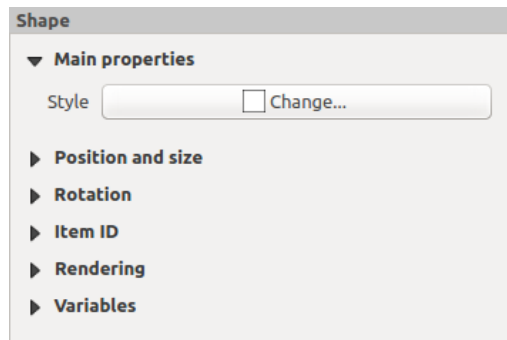 Shape
Main properties
Style Change...
Position and size
Rotation
Item ID
Rendering
Variables